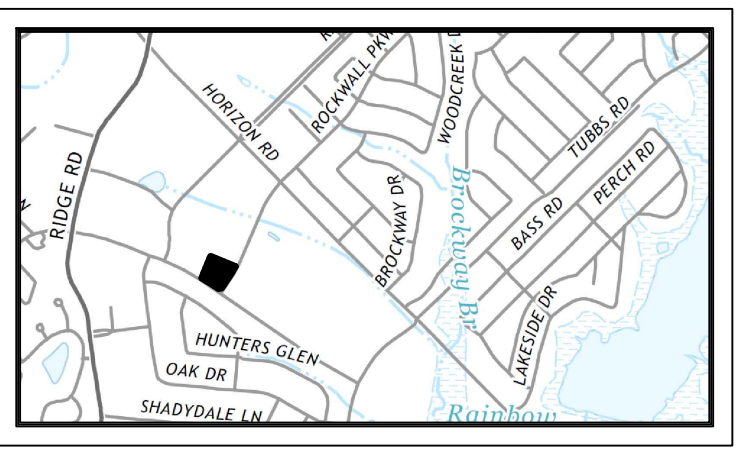 ROCKWALL PKW
WOODCREEK D
HORIZON RD
TUBBS RD
PERCH RD
RIDGE RD
BROCKWAY DR
Brockway Br
BASS RD
LAKESIDE DR
HUNTERS GLEN
OAK DR
SHADYDALE LN
Rainbow